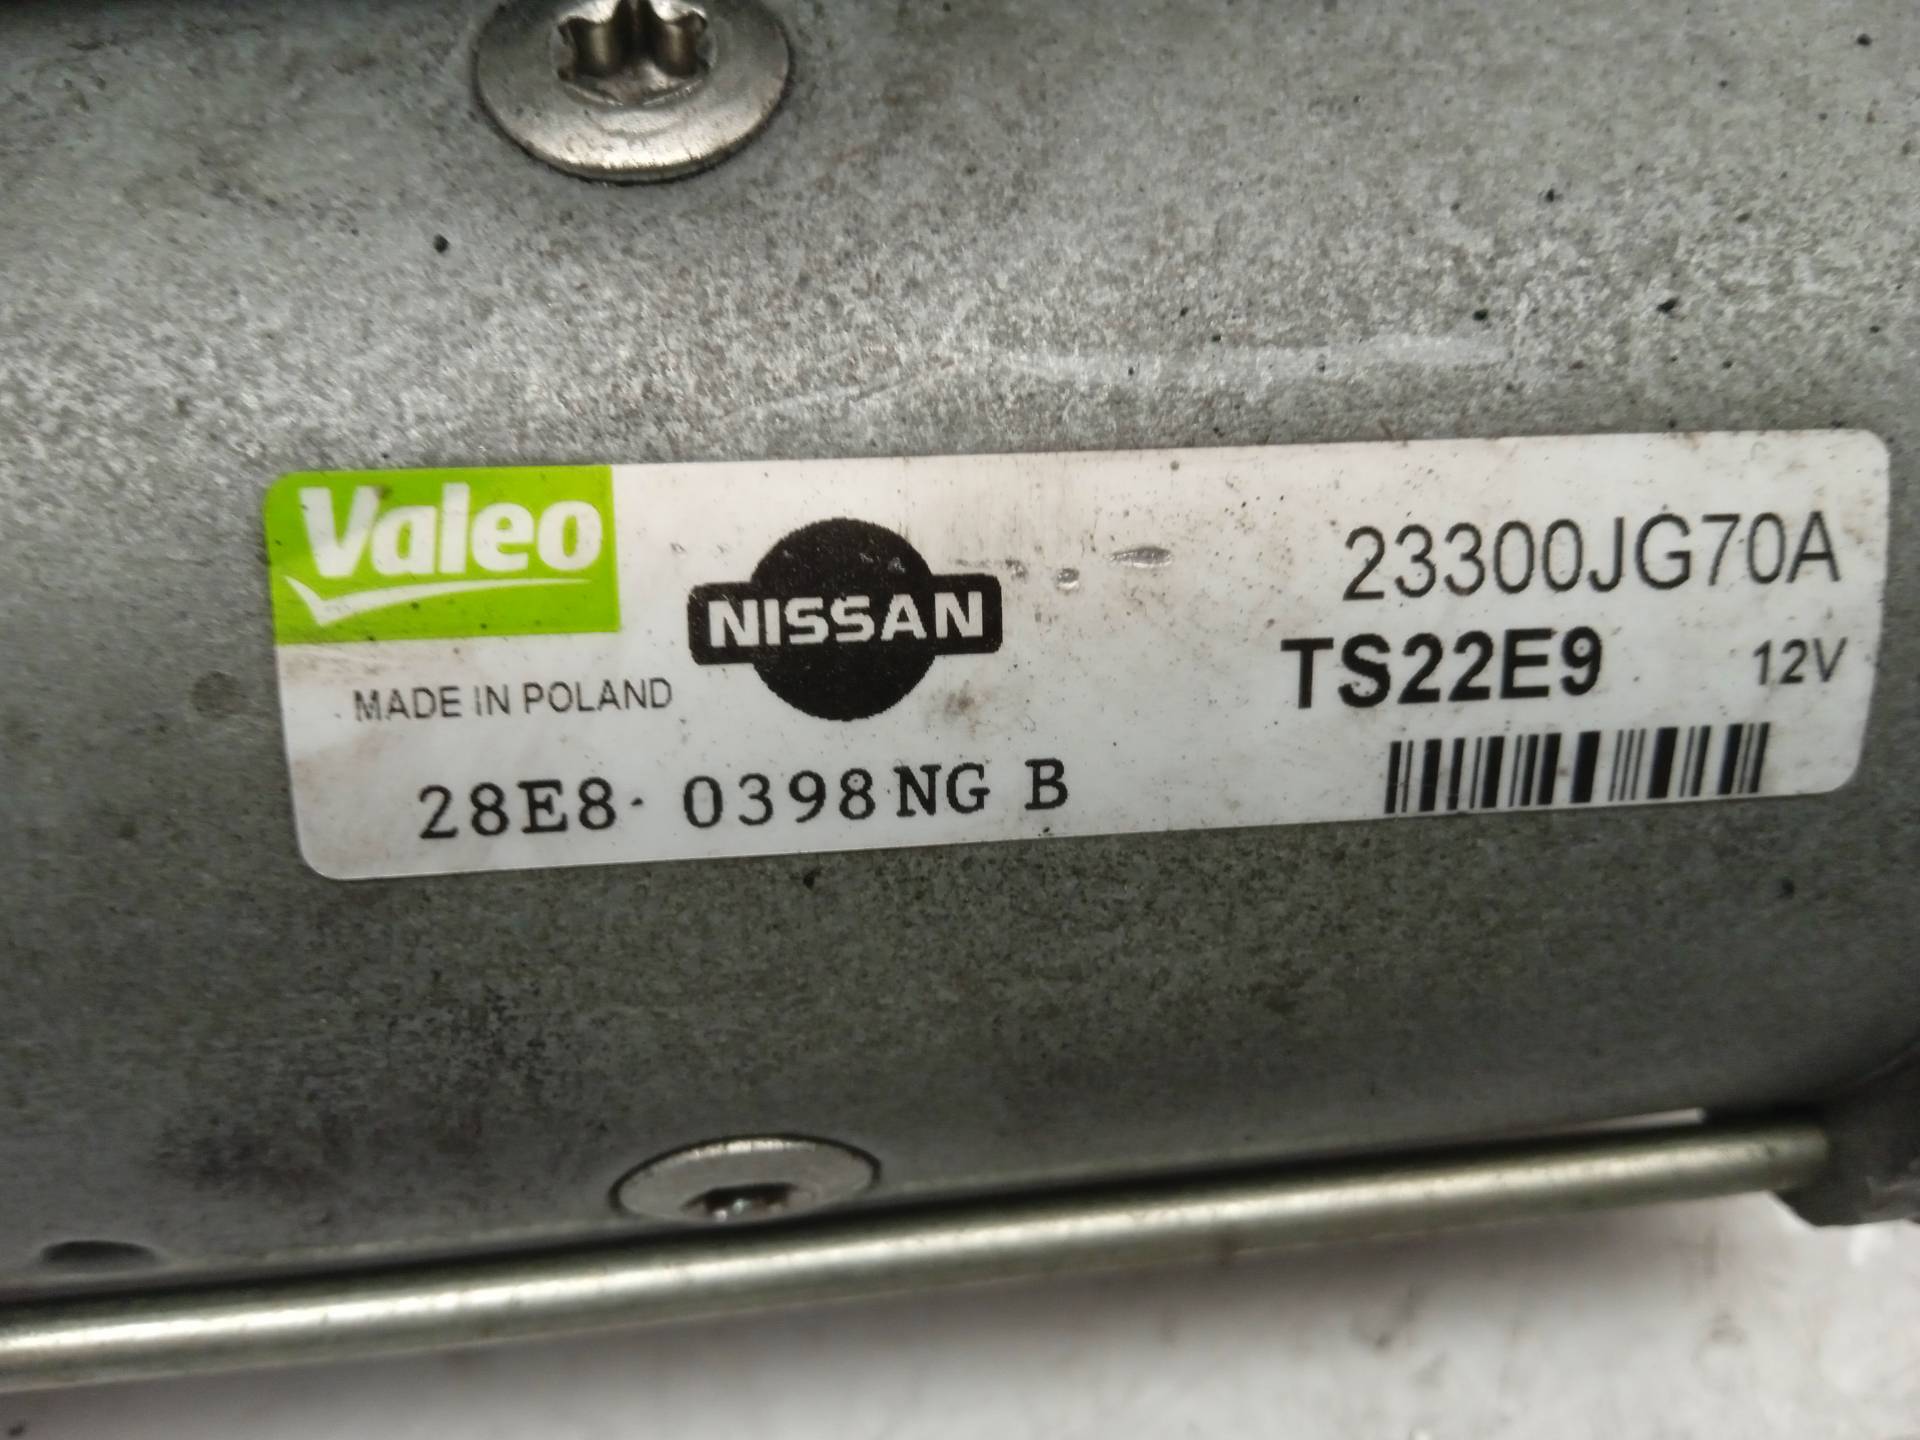 Valeo
NISSAN
23300JG70A
TS22E9 12V
MADE IN POLAND
28E8 0398NG B